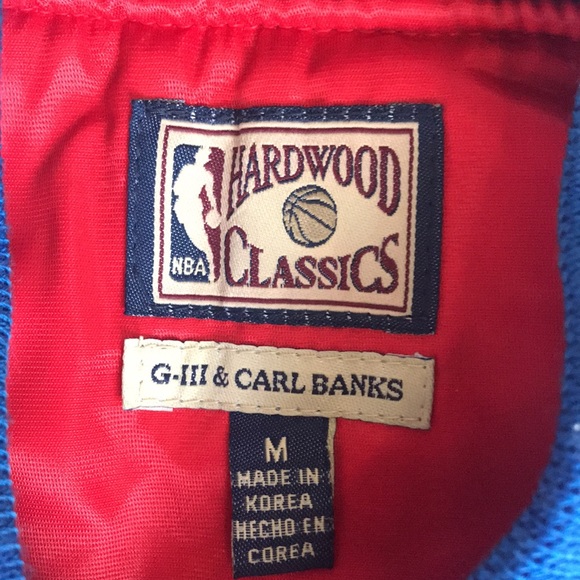 HARDWOOD
NBA
CLASSICS
G-III & CARL BANKS
M
MADE IN
KOREA
HECHO EN
COREA